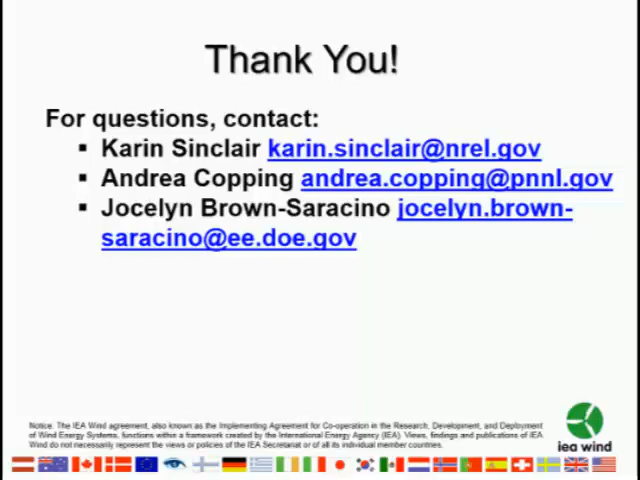 Thank You!
For questions, contact:
▪ Karin Sinclair karin.sinclair@nrel.gov
▪ Andrea Copping andrea.copping@pnnl.gov
▪ Jocelyn Brown-Saracino jocelyn.brown-
saracino@ee.doe.gov
Notice: The IEA Wind agreement, also known as the Implementing Agreement for Co-operation in the Research, Development, and Deployment
of Wind Energy Systems, functions within a framework created by the International Energy Agency (IEA). Views, findings and publications of IEA
Wind do not necessarily represent the views or policies of the IEA Secretariat or of all its individual member countries.
iea wind